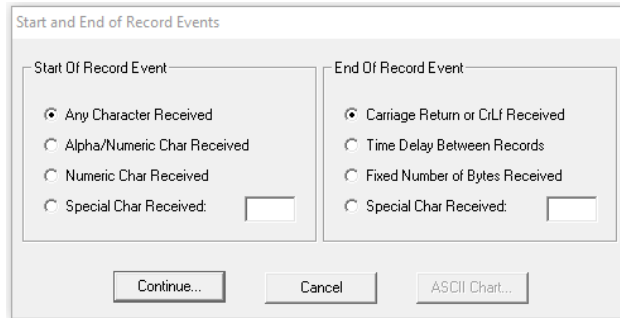 Start and End of Record Events
Start Of Record Event
Any Character Received
Alpha/Numeric Char Received
Numeric Char Received
Special Char Received:
End Of Record Event
Carriage Return or CrLf Received
Time Delay Between Records
Fixed Number of Bytes Received
Special Char Received:
Continue...
Cancel
ASCII Chart...